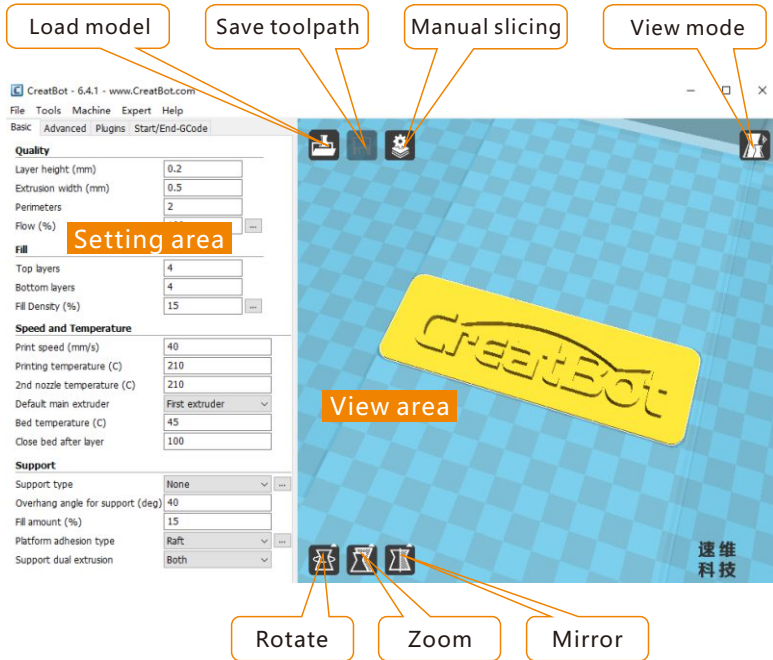 Load model
Save toolpath
Manual slicing
View mode
CreatBot - 6.4.1 - www.CreatBot.com
File Tools Machine Expert Help
Basic Advanced Plugins Start/End-GCode
Quality
Layer height (mm) 0.2
Extrusion width (mm) 0.5
Perimeters 2
Flow (%) ...
Setting area
Fill
Top layers 4
Bottom layers 4
Fill Density (%) 15 ...
Speed and Temperature
Print speed (mm/s) 40
Printing temperature (C) 210
2nd nozzle temperature (C) 210
Default main extruder First extruder
Bed temperature (C) 45
Close bed after layer 100
Support
Support type None ...
Overhang angle for support (deg) 40
Fill amount (%) 15
Platform adhesion type Raft ...
Support dual extrusion Both
CreatBot
View area
速维
科技
Rotate
Zoom
Mirror